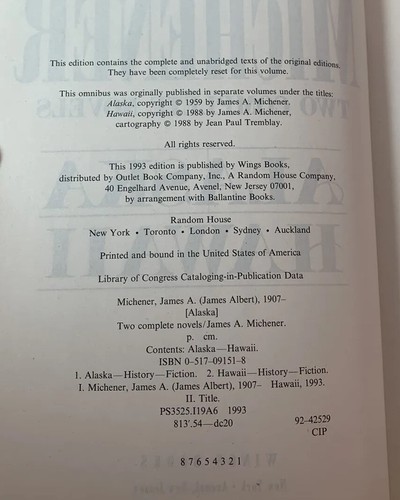 This edition contains the complete and unabridged texts of the original editions.
They have been completely reset for this volume.
This omnibus was orginally published in separate volumes under the titles:
Alaska, copyright © 1959 by James A. Michener.
Hawaii, copyright © 1988 by James A. Michener,
cartography © 1988 by Jean Paul Tremblay.
All rights reserved.
This 1993 edition is published by Wings Books,
distributed by Outlet Book Company, Inc., A Random House Company,
40 Engelhard Avenue, Avenel, New Jersey 07001,
by arrangement with Ballantine Books.
Random House
New York • Toronto • London • Sydney • Auckland
Printed and bound in the United States of America
Library of Congress Cataloging-in-Publication Data
Michener, James A. (James Albert), 1907–
[Alaska]
Two complete novels/James A. Michener.
p. cm.
Contents: Alaska—Hawaii.
ISBN 0-517-09151-8
1. Alaska—History—Fiction. 2. Hawaii—History—Fiction.
I. Michener, James A. (James Albert), 1907– Hawaii, 1993.
II. Title.
PS3525.I19A6 1993
813'.54—dc20 92-42529
CIP
8 7 6 5 4 3 2 1